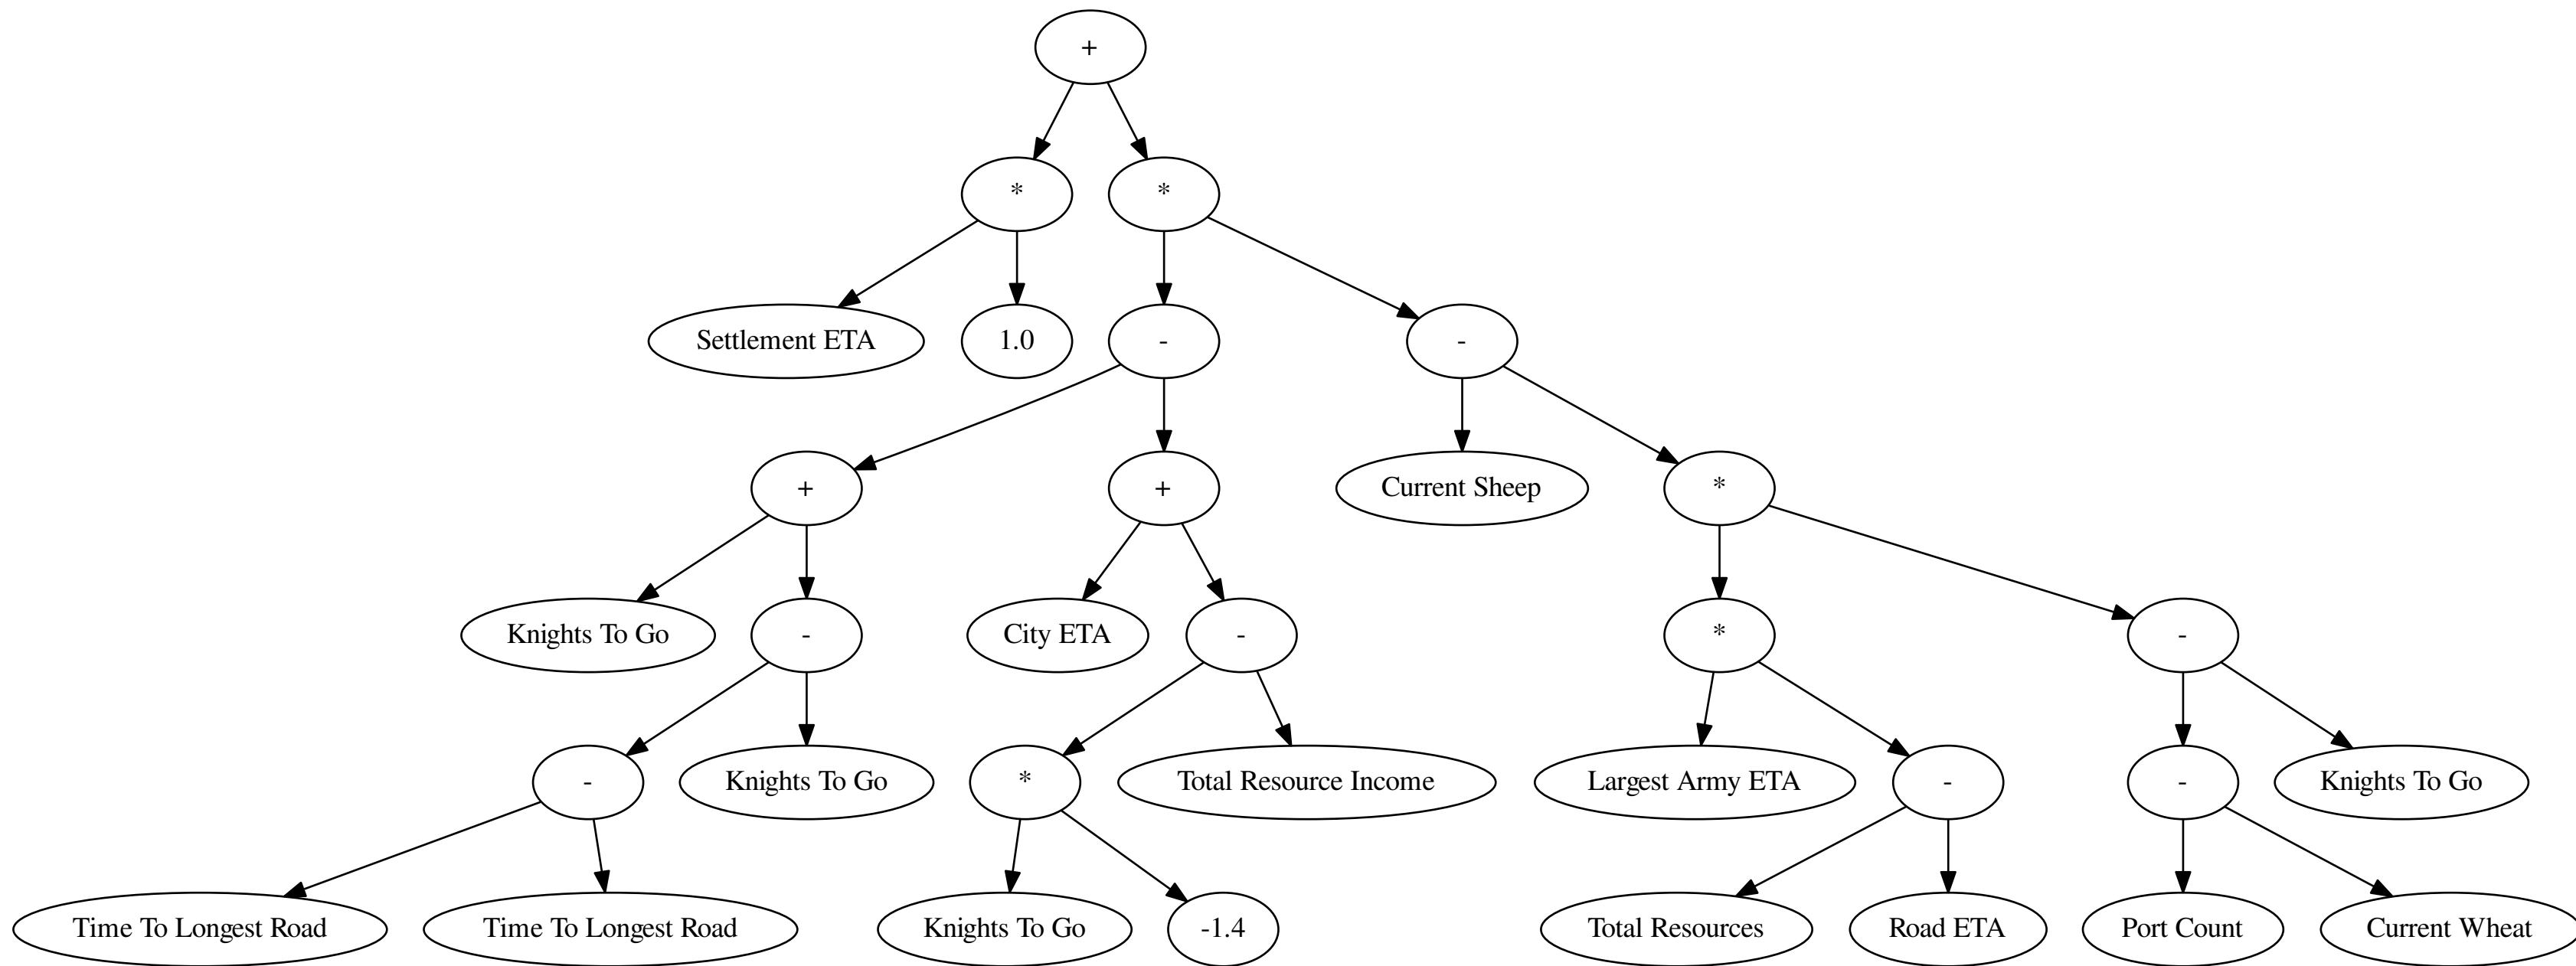 +
*
*
Settlement ETA
1.0
-
-
+
+
Current Sheep
*
Knights To Go
-
City ETA
-
*
-
-
Knights To Go
*
Total Resource Income
Largest Army ETA
-
-
Knights To Go
Time To Longest Road
Time To Longest Road
Knights To Go
-1.4
Total Resources
Road ETA
Port Count
Current Wheat